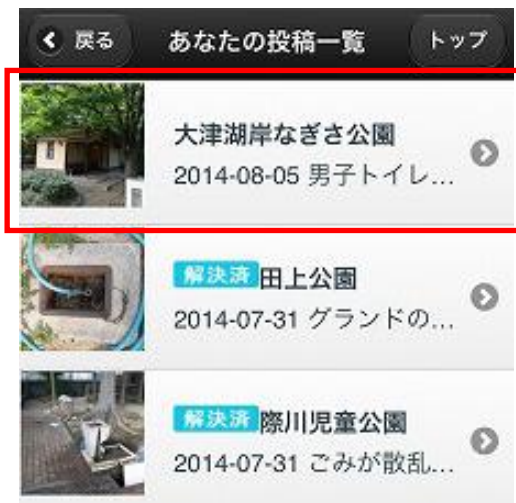 戻る
あなたの投稿一覧
トップ
大津湖岸なぎさ公園
2014-08-05 男子トイレ...
解決済 田上公園
2014-07-31 グランドの...
解決済 際川児童公園
2014-07-31 ごみが散乱...